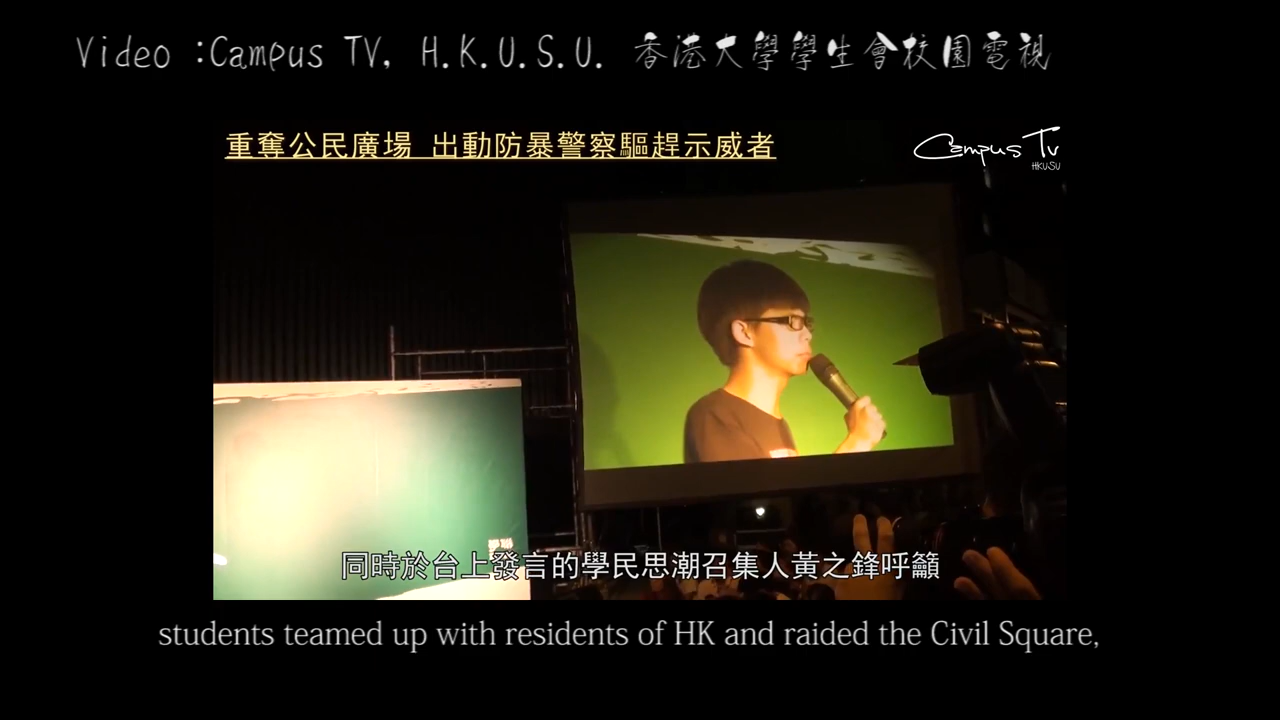 Video :Campus TV, H.K.U.S.U. 香港大學學生會校園電視
重奪公民廣場 出動防暴警察驅趕示威者
Campus Tv
HKUSU
學聯
同時於台上發言的學民思潮召集人黃之鋒呼籲
students teamed up with residents of HK and raided the Civil Square,